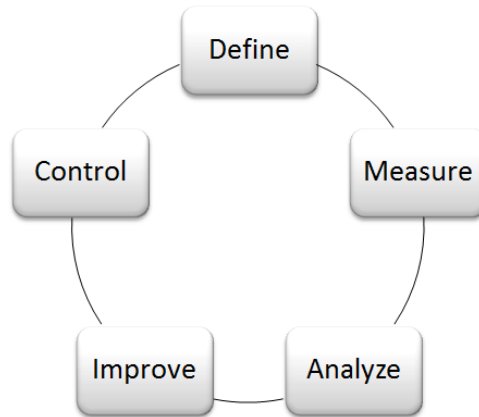 Define
Measure
Analyze
Improve
Control